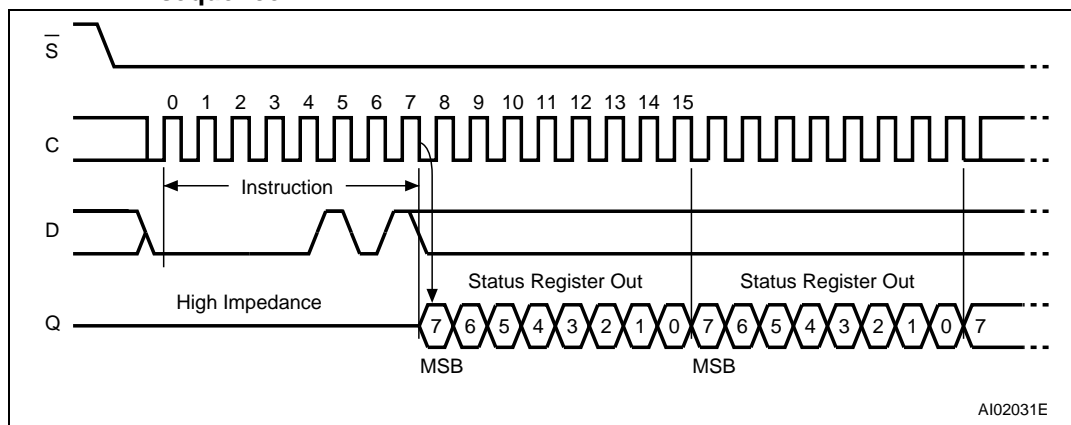 S
0 1 2 3 4 5 6 7 8 9 10 11 12 13 14 15
C
Instruction
D
Status Register Out Status Register Out
High Impedance
Q 7 6 5 4 3 2 1 0 7 6 5 4 3 2 1 0 7
MSB MSB
AI02031E